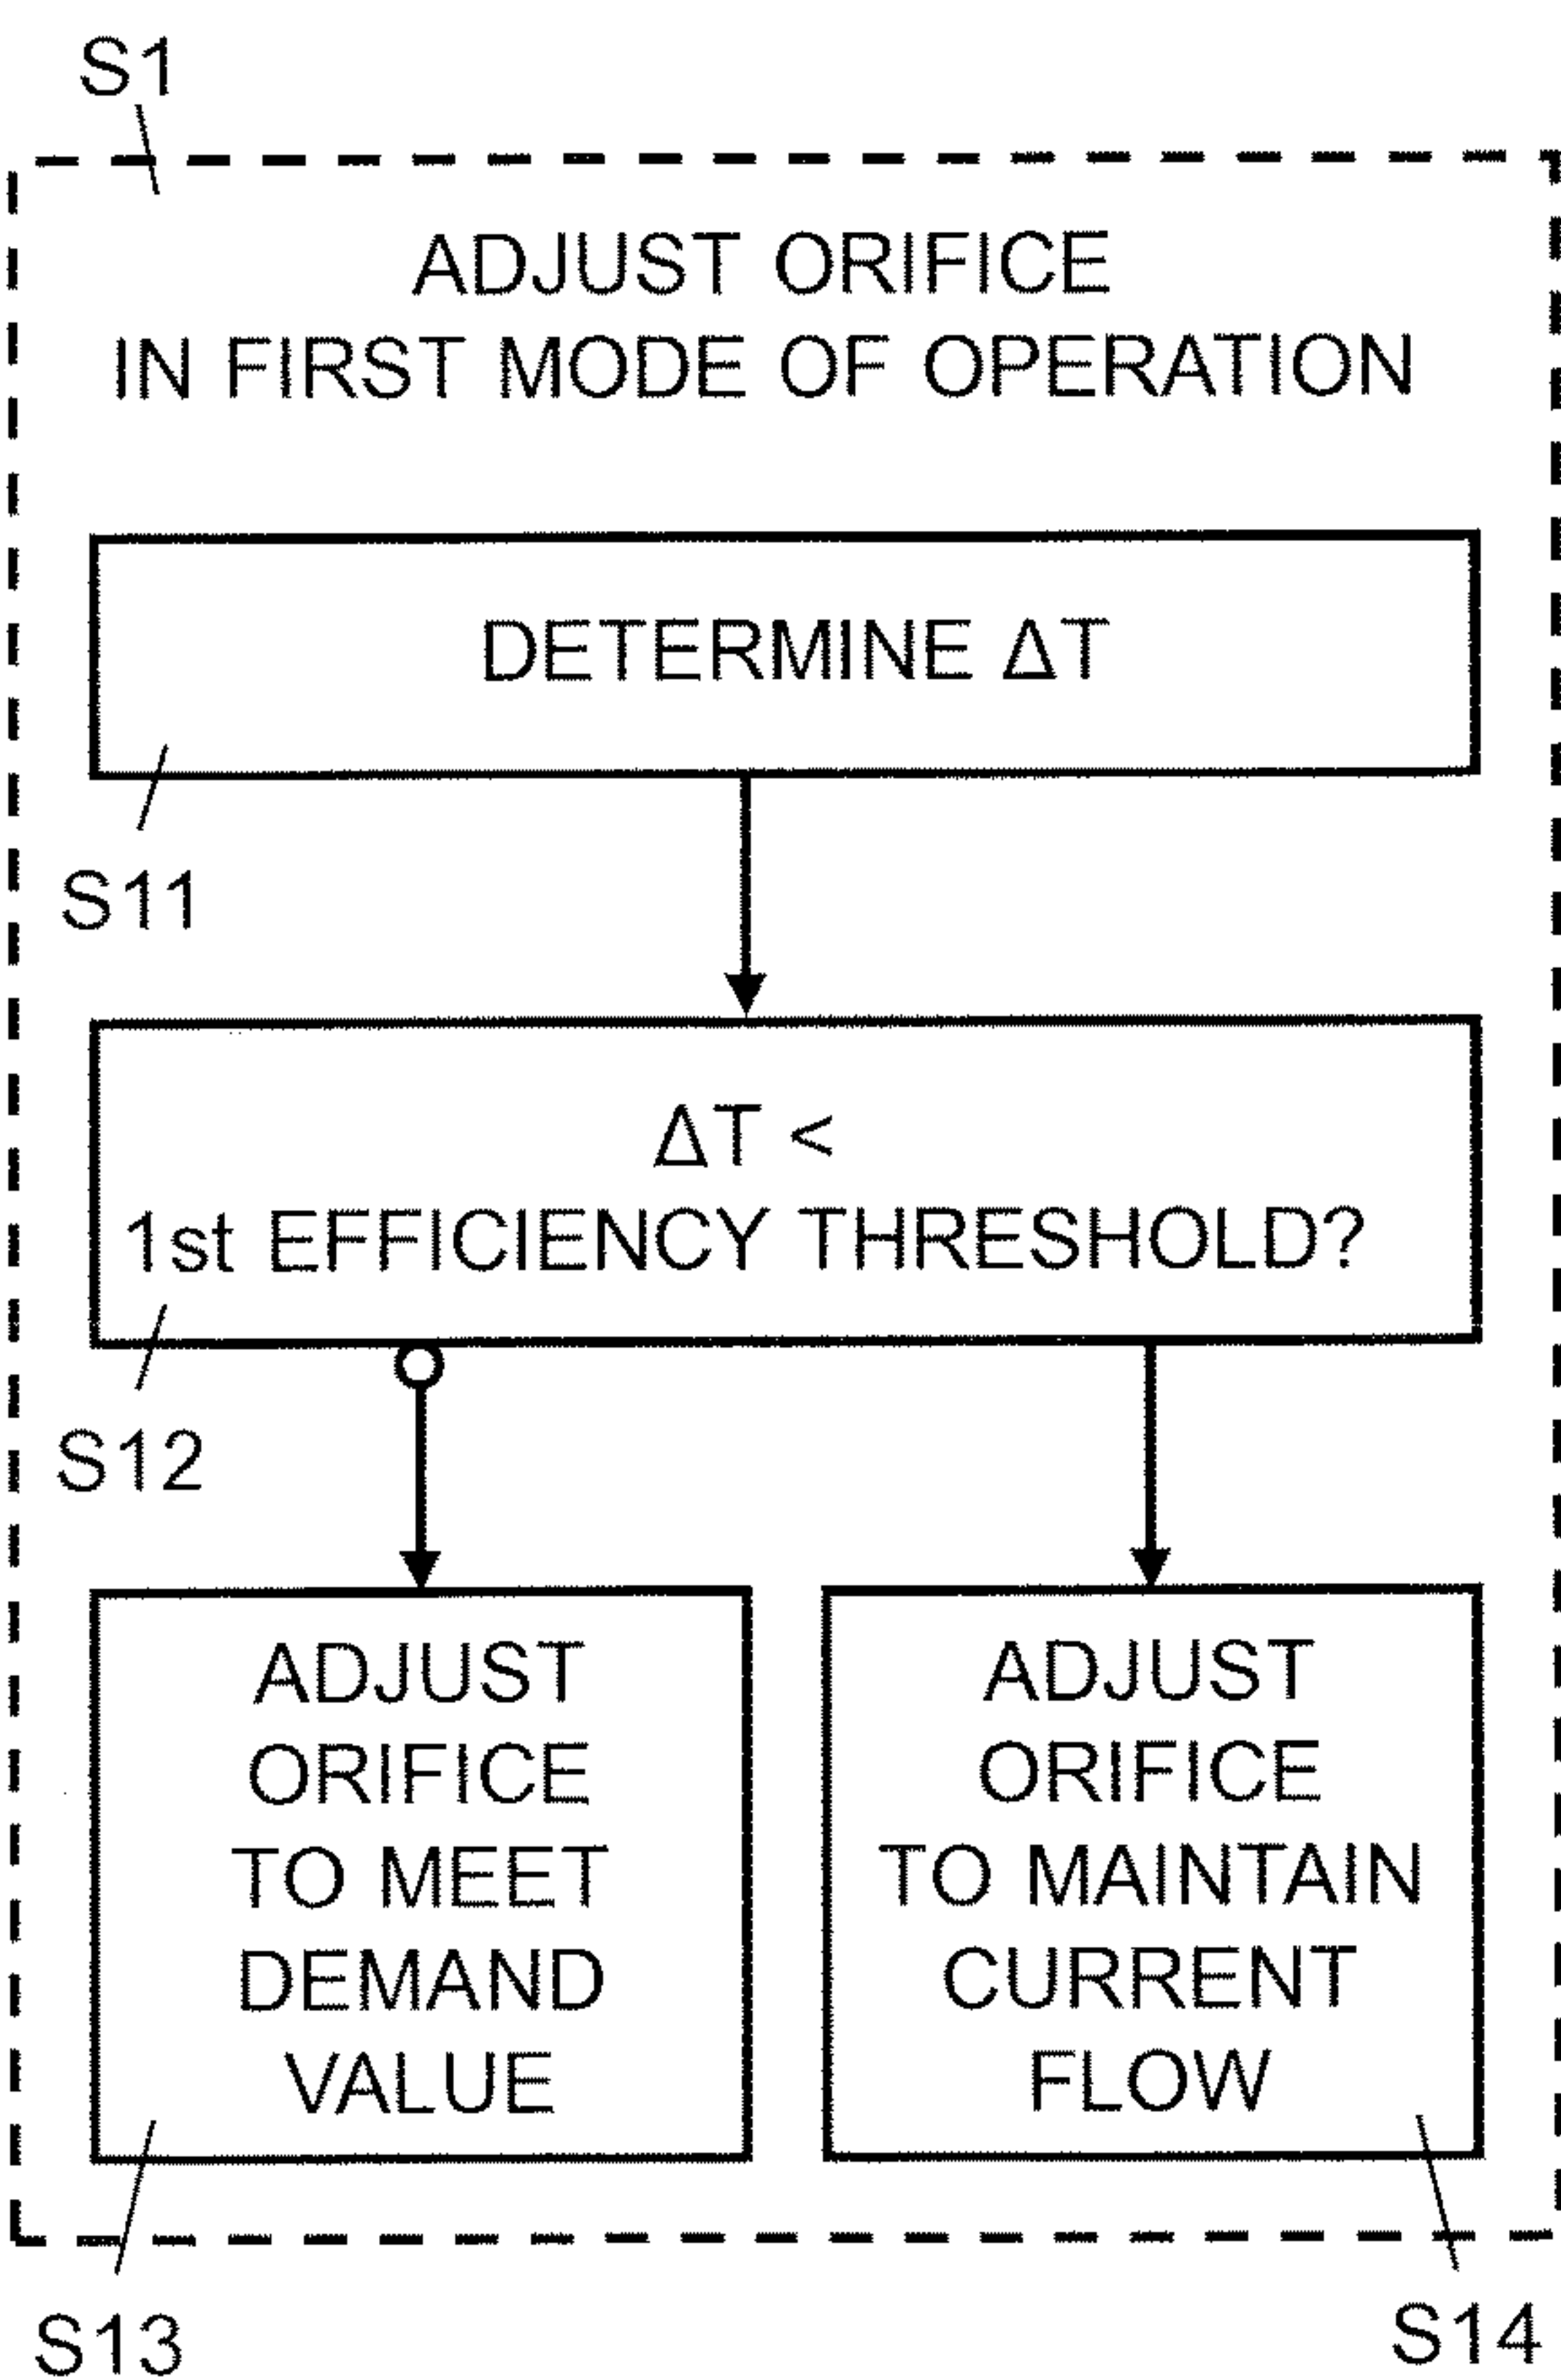 S1
ADJUST ORIFICE
IN FIRST MODE OF OPERATION
DETERMINE ΔT
S11
ΔT <
1st EFFICIENCY THRESHOLD?
S12
ADJUST
ORIFICE
TO MEET
DEMAND
VALUE
ADJUST
ORIFICE
TO MAINTAIN
CURRENT
FLOW
S13
S14